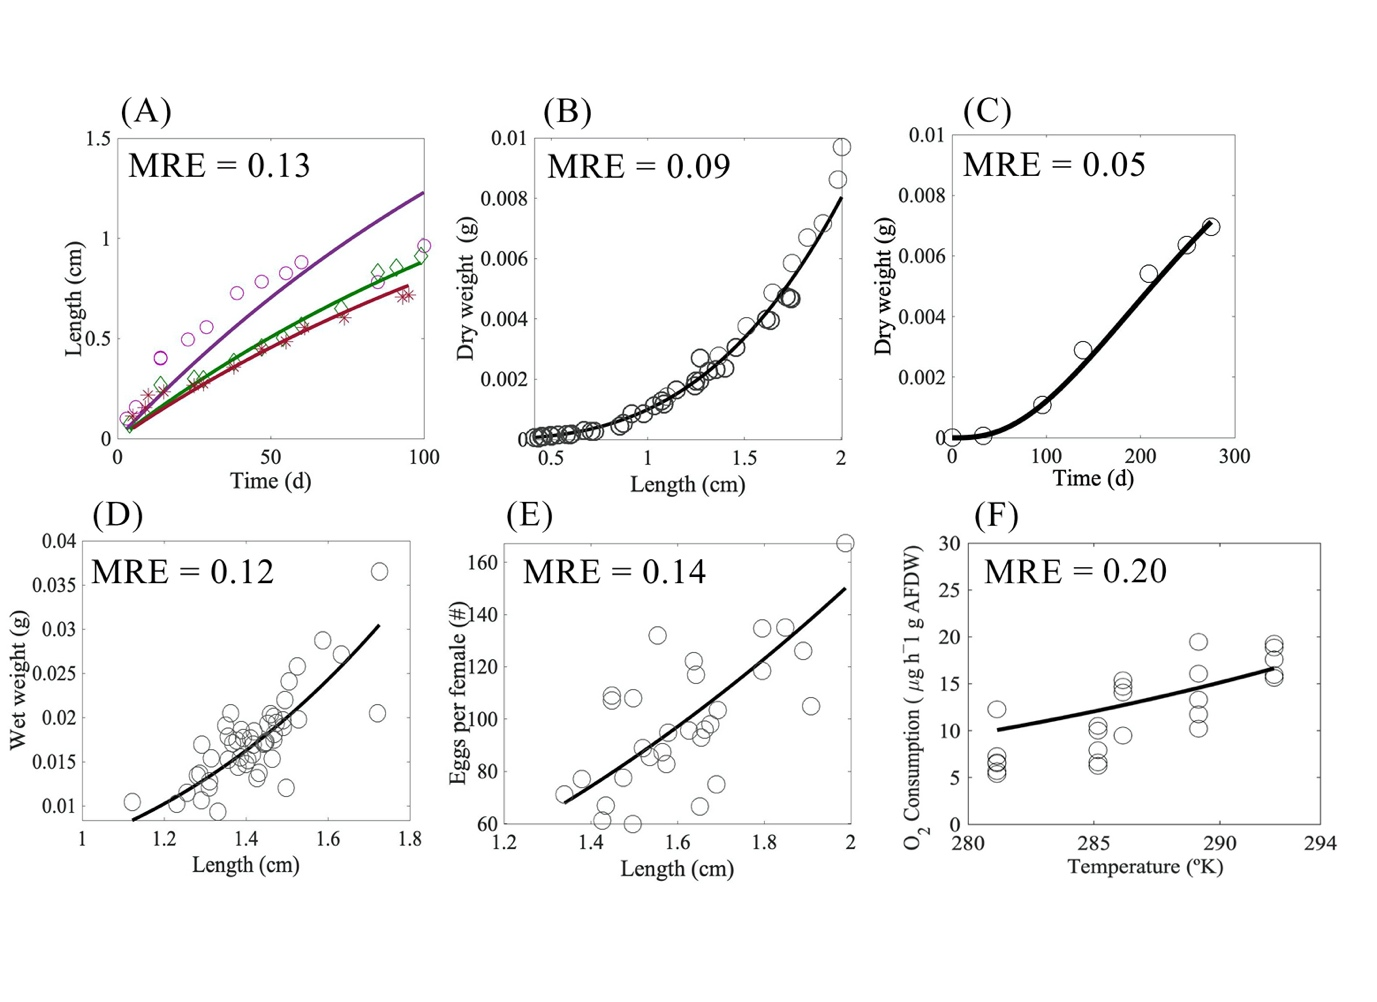 (A)
MRE = 0.13
1.5
1
0.5
0
Length (cm)
0 50 100
Time (d)
(B)
MRE = 0.09
0.01
0.008
0.006
0.004
0.002
0
Dry weight (g)
0.5 1 1.5 2
Length (cm)
(C)
MRE = 0.05
0.01
0.008
0.006
0.004
0.002
0
Dry weight (g)
0 100 200 300
Time (d)
(D)
MRE = 0.12
0.04
0.035
0.03
0.025
0.02
0.015
0.01
Wet weight (g)
1 1.2 1.4 1.6 1.8
Length (cm)
(E)
MRE = 0.14
160
140
120
100
80
60
Eggs per female (#)
1.2 1.4 1.6 1.8 2
Length (cm)
(F)
MRE = 0.20
30
25
20
15
10
5
0
O2 Consumption ( µg h⁻1 g AFDW)
280 285 290 294
Temperature (ºK)